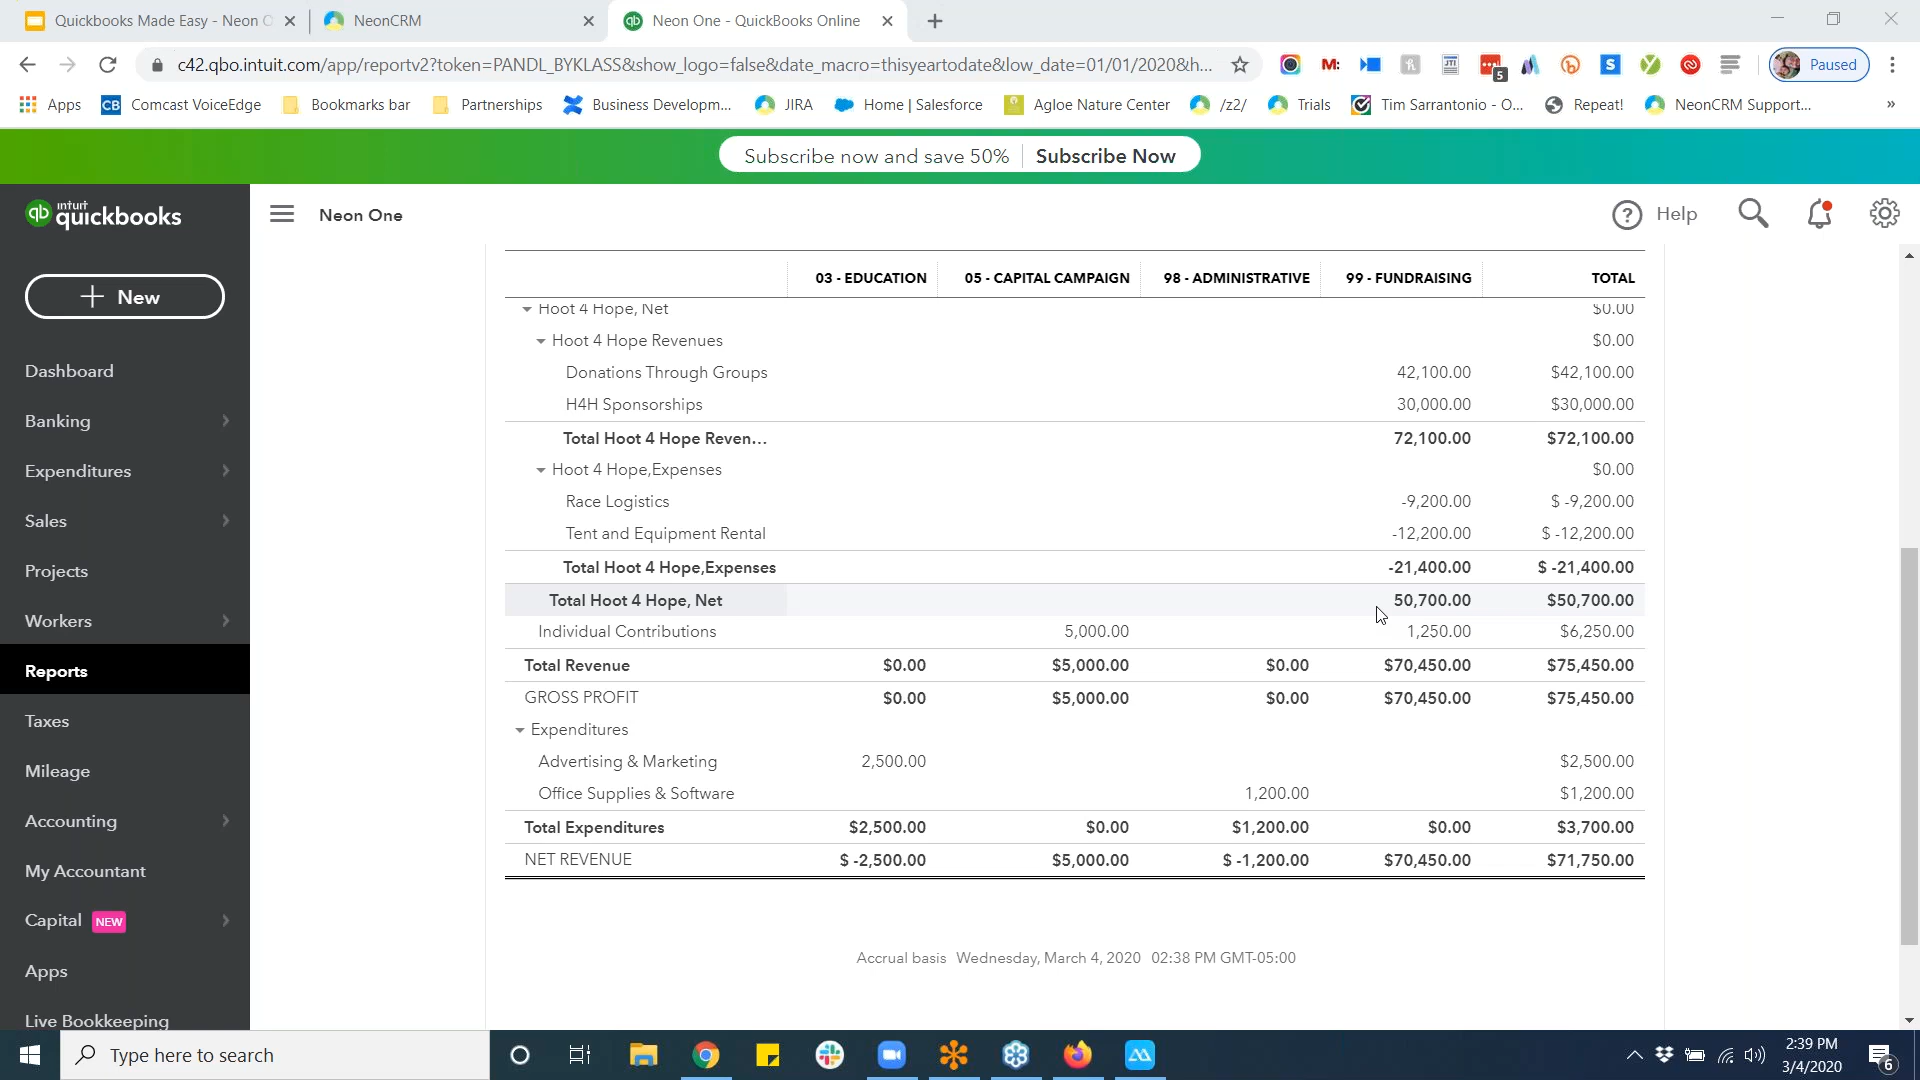 Quickbooks Made Easy - Neon O
NeonCRM
Neon One - QuickBooks Online
c42.qbo.intuit.com/app/reportv2?token=PANDL_BYKLASS&show_logo=false&date_macro=thisyeartodate&low_date=01/01/2020&h...
M:
JTI
5
S
Paused
Apps
CB Comcast VoiceEdge
Bookmarks bar
Partnerships
Business Developm...
JIRA
Home | Salesforce
Agloe Nature Center
/z2/
Trials
Tim Sarrantonio - O...
Repeat!
NeonCRM Support...
»
Subscribe now and save 50% Subscribe Now
qb intuit quickbooks
Neon One
? Help
+ New
Dashboard
Banking
Expenditures
Sales
Projects
Workers
Reports
Taxes
Mileage
Accounting
My Accountant
Capital NEW
Apps
Live Bookkeeping
03 - EDUCATION 05 - CAPITAL CAMPAIGN 98 - ADMINISTRATIVE 99 - FUNDRAISING TOTAL
Hoot 4 Hope, Net $0.00
Hoot 4 Hope Revenues $0.00
Donations Through Groups 42,100.00 $42,100.00
H4H Sponsorships 30,000.00 $30,000.00
Total Hoot 4 Hope Reven... 72,100.00 $72,100.00
Hoot 4 Hope,Expenses $0.00
Race Logistics -9,200.00 $ -9,200.00
Tent and Equipment Rental -12,200.00 $ -12,200.00
Total Hoot 4 Hope,Expenses -21,400.00 $ -21,400.00
Total Hoot 4 Hope, Net 50,700.00 $50,700.00
Individual Contributions 5,000.00 1,250.00 $6,250.00
Total Revenue $0.00 $5,000.00 $0.00 $70,450.00 $75,450.00
GROSS PROFIT $0.00 $5,000.00 $0.00 $70,450.00 $75,450.00
Expenditures
Advertising & Marketing 2,500.00 $2,500.00
Office Supplies & Software 1,200.00 $1,200.00
Total Expenditures $2,500.00 $0.00 $1,200.00 $0.00 $3,700.00
NET REVENUE $ -2,500.00 $5,000.00 $ -1,200.00 $70,450.00 $71,750.00
Accrual basis Wednesday, March 4, 2020 02:38 PM GMT-05:00
Type here to search
2:39 PM
3/4/2020
6